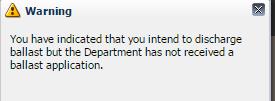 Warning
You have indicated that you intend to discharge
ballast but the Department has not received a
ballast application.